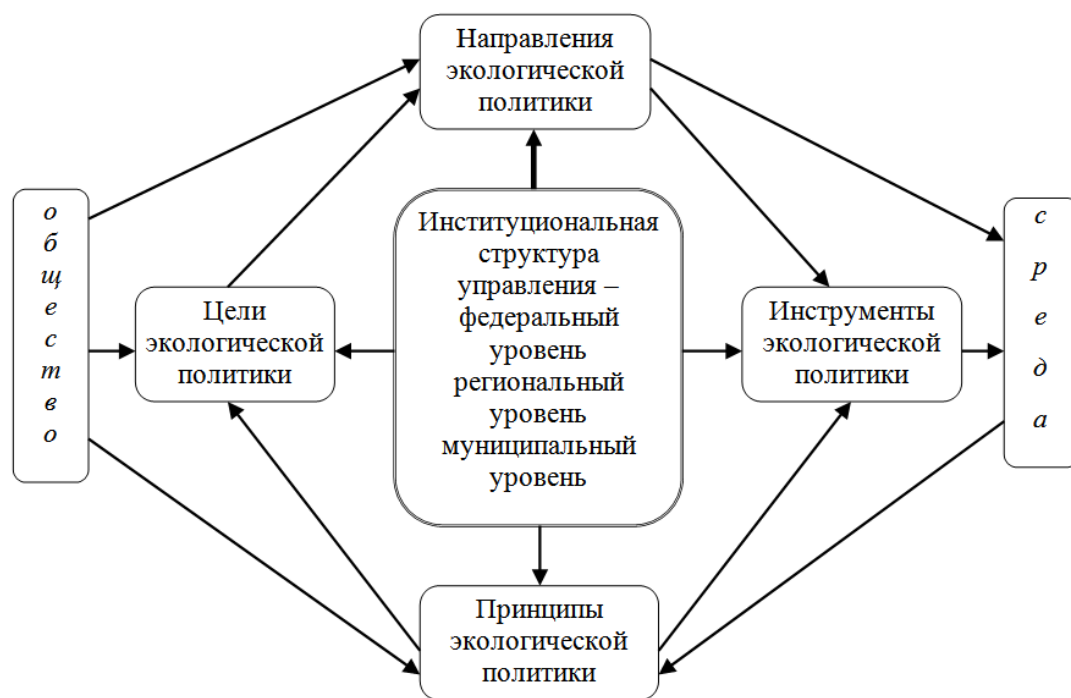 Направления
экологической
политики
о
б
щ
е
с
т
в
о
Цели
экологической
политики
Институциональная
структура
управления –
федеральный
уровень
региональный
уровень
муниципальный
уровень
Инструменты
экологической
политики
с
р
е
д
а
Принципы
экологической
политики